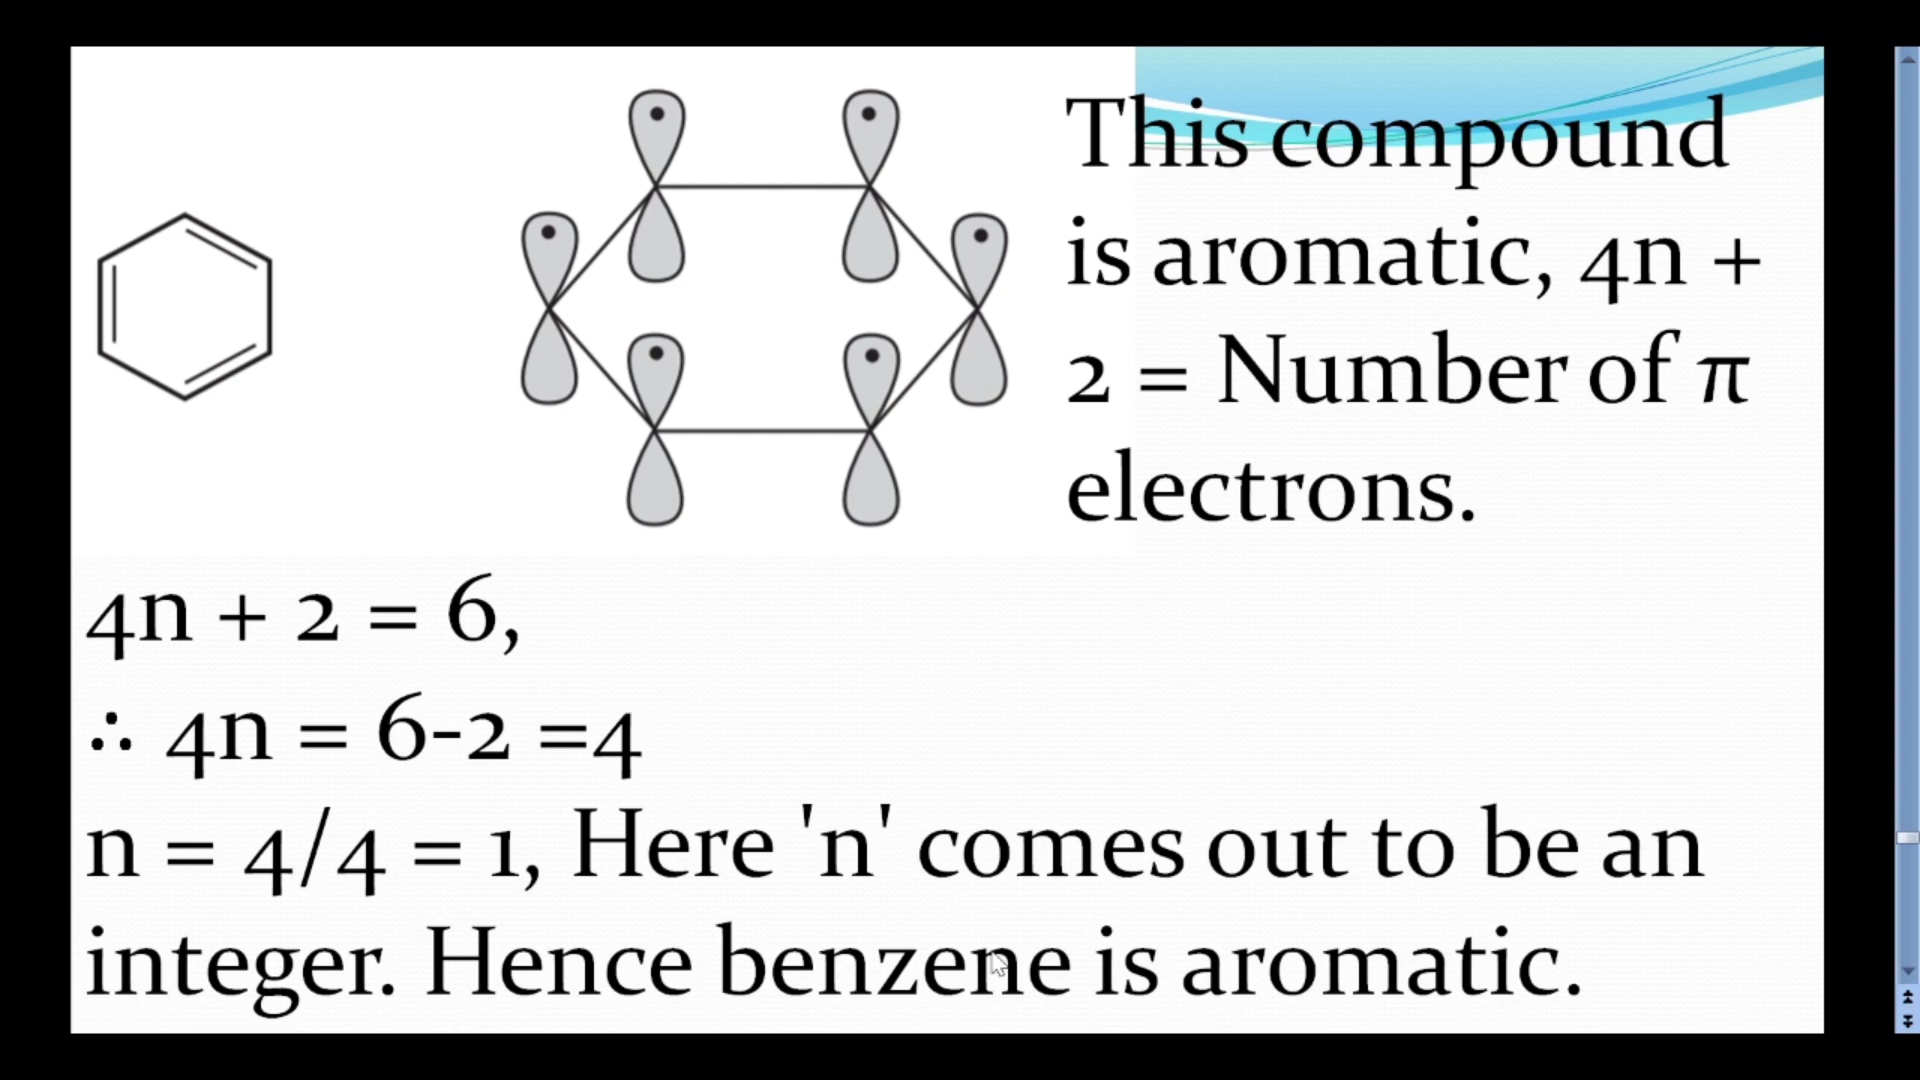 This compound
is aromatic, 4n +
2 = Number of π
electrons.
4n + 2 = 6,
∴ 4n = 6-2 =4
n = 4/4 = 1, Here 'n' comes out to be an
integer. Hence benzene is aromatic.